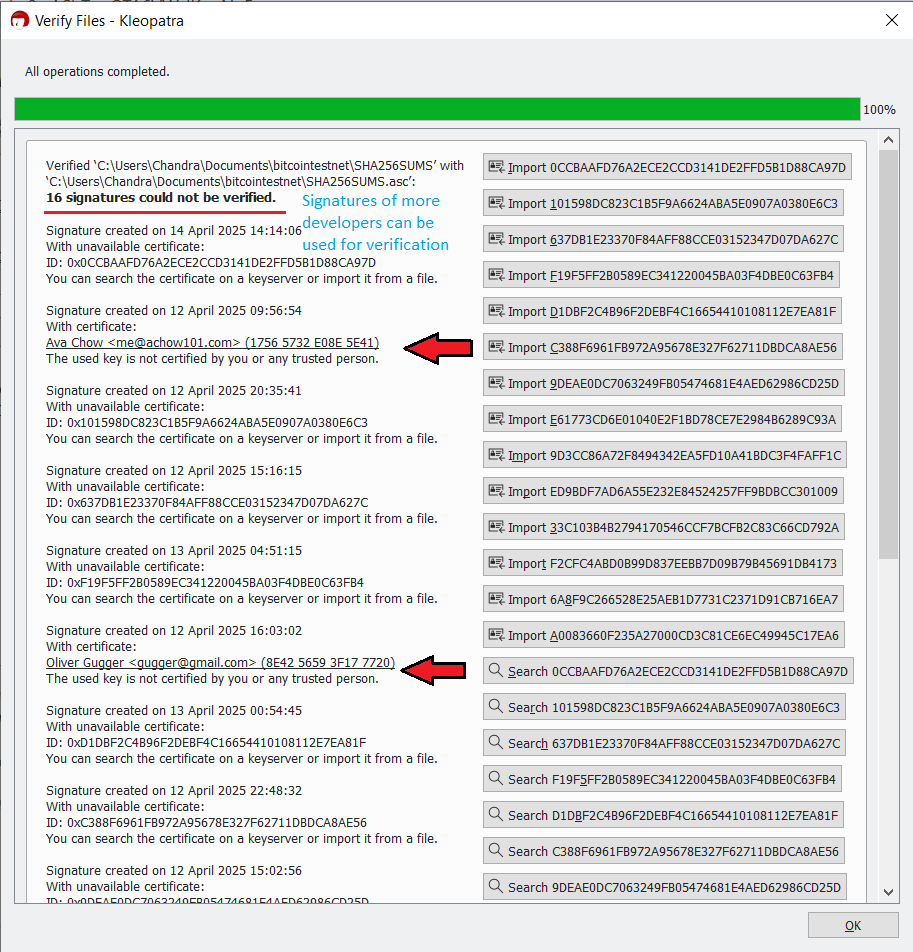 Verify Files - Kleopatra
All operations completed.
100%
Verified ‘C:\Users\Chandra\Documents\bitcointestnet\SHA256SUMS’ with
‘C:\Users\Chandra\Documents\bitcointestnet\SHA256SUMS.asc’:
16 signatures could not be verified.
Signatures of more
developers can be
used for verification
Signature created on 14 April 2025 14:14:06
With unavailable certificate:
ID: 0x0CCBAAFD76A2ECE2CCD3141DE2FFD5B1D88CA97D
You can search the certificate on a keyserver or import it from a file.
Signature created on 12 April 2025 09:56:54
With certificate:
Ava Chow <me@achow101.com> (1756 5732 E08E 5E41)
The used key is not certified by you or any trusted person.
Signature created on 12 April 2025 20:35:41
With unavailable certificate:
ID: 0x101598DC823C1B5F9A6624ABA5E0907A0380E6C3
You can search the certificate on a keyserver or import it from a file.
Signature created on 12 April 2025 15:16:15
With unavailable certificate:
ID: 0x637DB1E23370F84AFF88CCE03152347D07DA627C
You can search the certificate on a keyserver or import it from a file.
Signature created on 13 April 2025 04:51:15
With unavailable certificate:
ID: 0xF19F5FF2B0589EC341220045BA03F4DBE0C63FB4
You can search the certificate on a keyserver or import it from a file.
Signature created on 12 April 2025 16:03:02
With certificate:
Oliver Gugger <gugger@gmail.com> (8E42 5659 3F17 7720)
The used key is not certified by you or any trusted person.
Signature created on 13 April 2025 00:54:45
With unavailable certificate:
ID: 0xD1DBF2C4B96F2DEBF4C16654410108112E7EA81F
You can search the certificate on a keyserver or import it from a file.
Signature created on 12 April 2025 22:48:32
With unavailable certificate:
ID: 0xC388F6961FB972A95678E327F62711DBDCA8AE56
You can search the certificate on a keyserver or import it from a file.
Signature created on 12 April 2025 15:02:56
With unavailable certificate:
ID: 0x9DEAE0DC7063249FB05474681E4AED62986CD25D
Import 0CCBAAFD76A2ECE2CCD3141DE2FFD5B1D88CA97D
Import 101598DC823C1B5F9A6624ABA5E0907A0380E6C3
Import 637DB1E23370F84AFF88CCE03152347D07DA627C
Import F19F5FF2B0589EC341220045BA03F4DBE0C63FB4
Import D1DBF2C4B96F2DEBF4C16654410108112E7EA81F
Import C388F6961FB972A95678E327F62711DBDCA8AE56
Import 9DEAE0DC7063249FB05474681E4AED62986CD25D
Import E61773CD6E01040E2F1BD78CE7E2984B6289C93A
Import 9D3CC86A72F8494342EA5FD10A41BDC3F4FAFF1C
Import ED9BDF7AD6A55E232E84524257FF9BDBCC301009
Import 33C103B4B2794170546CCF7BCFB2C83C66CD792A
Import F2CFC4ABD0B99D837EEBB7D09B79B45691DB4173
Import 6A8F9C266528E25AEB1D7731C2371D91CB716EA7
Import A0083660F235A27000CD3C81CE6EC49945C17EA6
Search 0CCBAAFD76A2ECE2CCD3141DE2FFD5B1D88CA97D
Search 101598DC823C1B5F9A6624ABA5E0907A0380E6C3
Search 637DB1E23370F84AFF88CCE03152347D07DA627C
Search F19F5FF2B0589EC341220045BA03F4DBE0C63FB4
Search D1DBF2C4B96F2DEBF4C16654410108112E7EA81F
Search C388F6961FB972A95678E327F62711DBDCA8AE56
Search 9DEAE0DC7063249FB05474681E4AED62986CD25D
OK